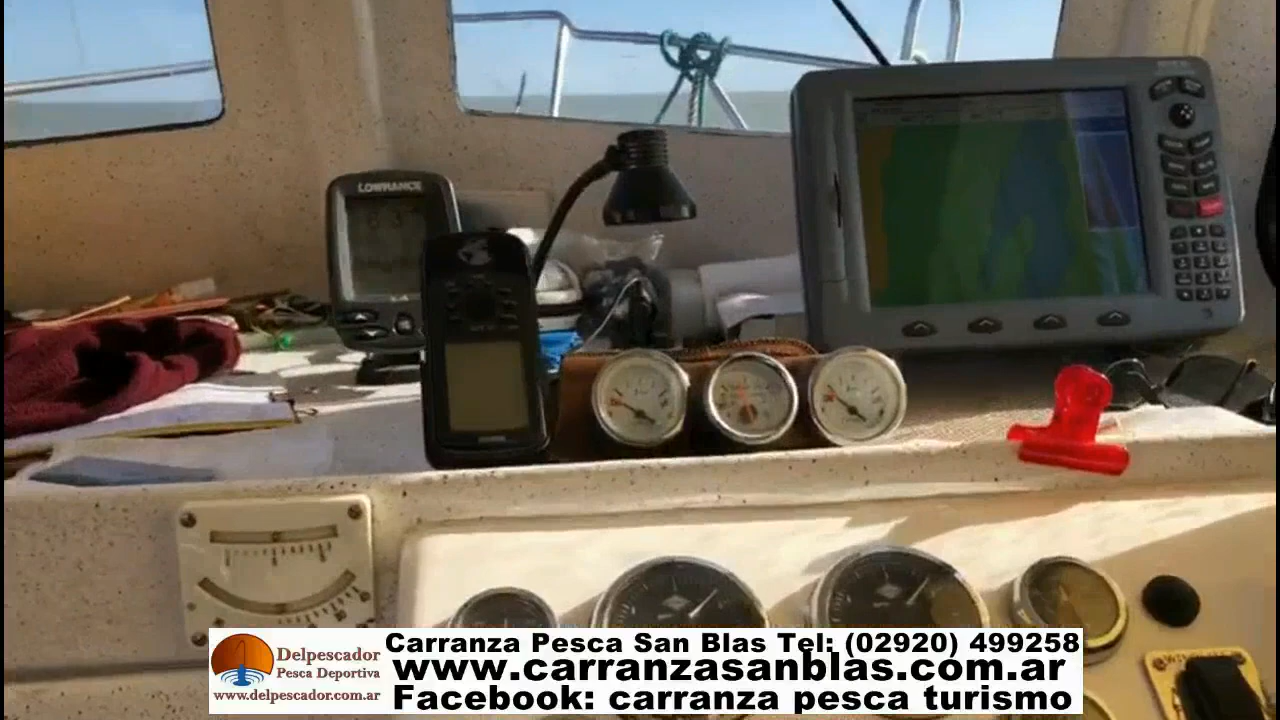 LOWRANCE
Delpescador
Pesca Deportiva
www.delpescador.com.ar
Carranza Pesca San Blas Tel: (02920) 499258
www.carranzasanblas.com.ar
Facebook: carranza pesca turismo